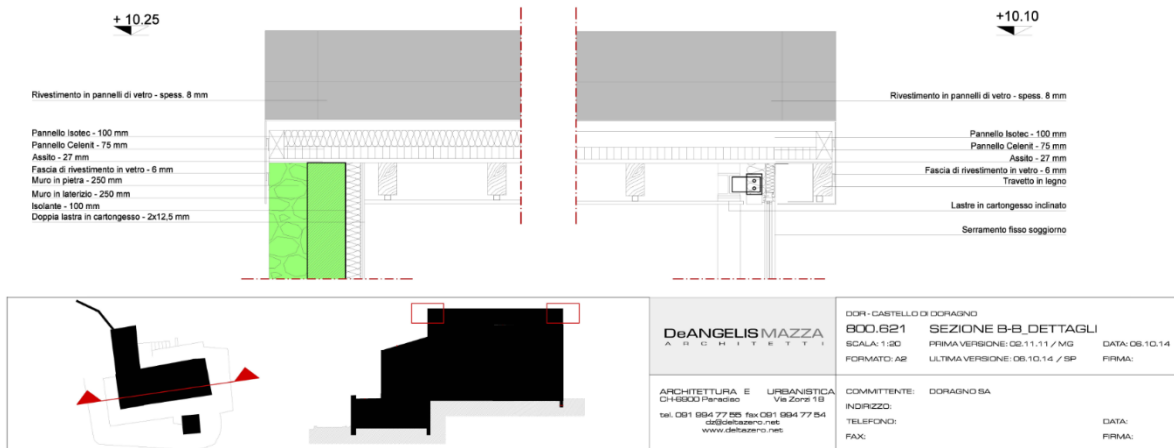 + 10.25
+10.10
Rivestimento in pannelli di vetro - spess. 8 mm
Pannello Isotec - 100 mm
Pannello Celenit - 75 mm
Assito - 27 mm
Fascia di rivestimento in vetro - 6 mm
Muro in pietra - 250 mm
Muro in laterizio - 250 mm
Isolante - 100 mm
Doppia lastra in cartongesso - 2x12,5 mm
Rivestimento in pannelli di vetro - spess. 8 mm
Pannello Isotec - 100 mm
Pannello Celenit - 75 mm
Assito - 27 mm
Fascia di rivestimento in vetro - 6 mm
Travetto in legno
Lastre in cartongesso inclinato
Serramento fisso soggiorno
DeANGELIS MAZZA
ARCHITETTI
ARCHITETTURA E URBANISTICA
CH-6900 Paradiso Via Zorzi 18
tel. 091 994 77 55 fax 091 994 77 54
dz@deltazero.net
www.deltazero.net
DOR - CASTELLO DI DORAGNO
800.621 SEZIONE B-B_DETTAGLI
SCALA: 1:20 PRIMA VERSIONE: 02.11.11 / MG DATA: 06.10.14
FORMATO: A2 ULTIMA VERSIONE: 06.10.14 / SP FIRMA:
COMMITTENTE: DORAGNO SA
INDIRIZZO:
TELEFONO: DATA:
FAX: FIRMA: